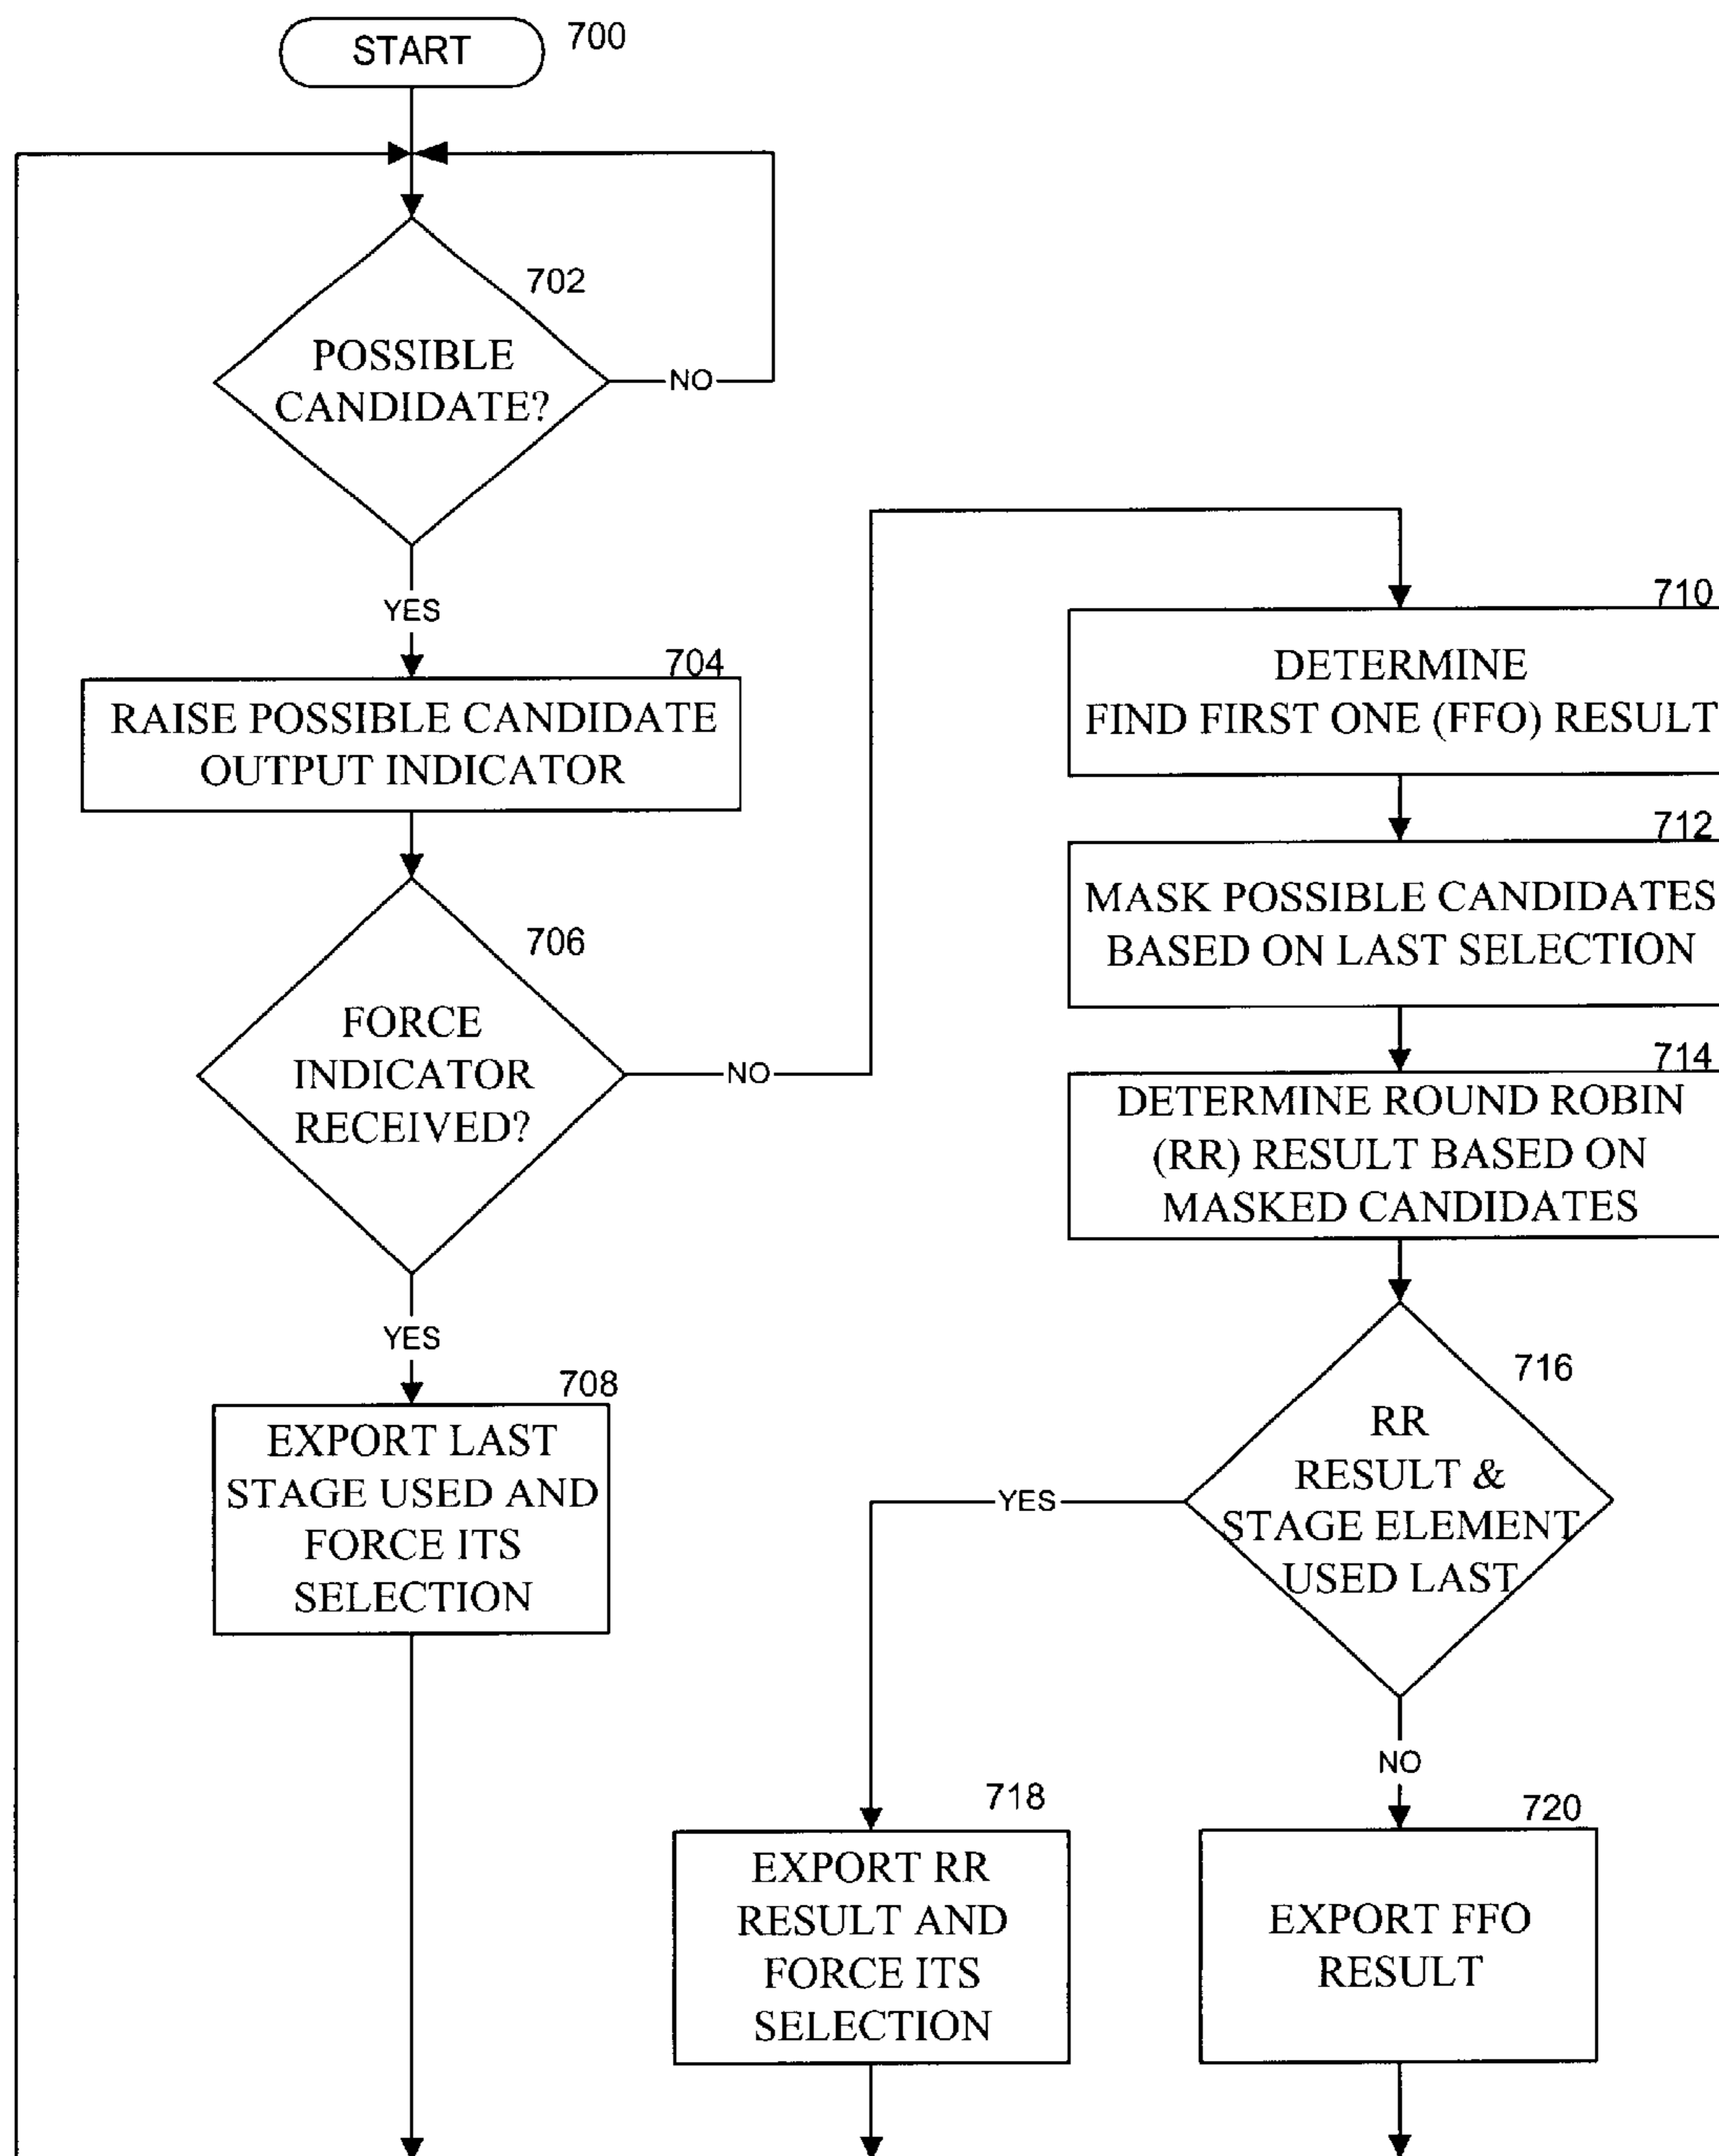 START
700
702
POSSIBLE
CANDIDATE?
NO
YES
704
RAISE POSSIBLE CANDIDATE
OUTPUT INDICATOR
706
FORCE
INDICATOR
RECEIVED?
NO
YES
708
EXPORT LAST
STAGE USED AND
FORCE ITS
SELECTION
710
DETERMINE
FIND FIRST ONE (FFO) RESULT
712
MASK POSSIBLE CANDIDATES
BASED ON LAST SELECTION
714
DETERMINE ROUND ROBIN
(RR) RESULT BASED ON
MASKED CANDIDATES
716
RR
RESULT &
STAGE ELEMENT
USED LAST
YES
NO
718
EXPORT RR
RESULT AND
FORCE ITS
SELECTION
720
EXPORT FFO
RESULT